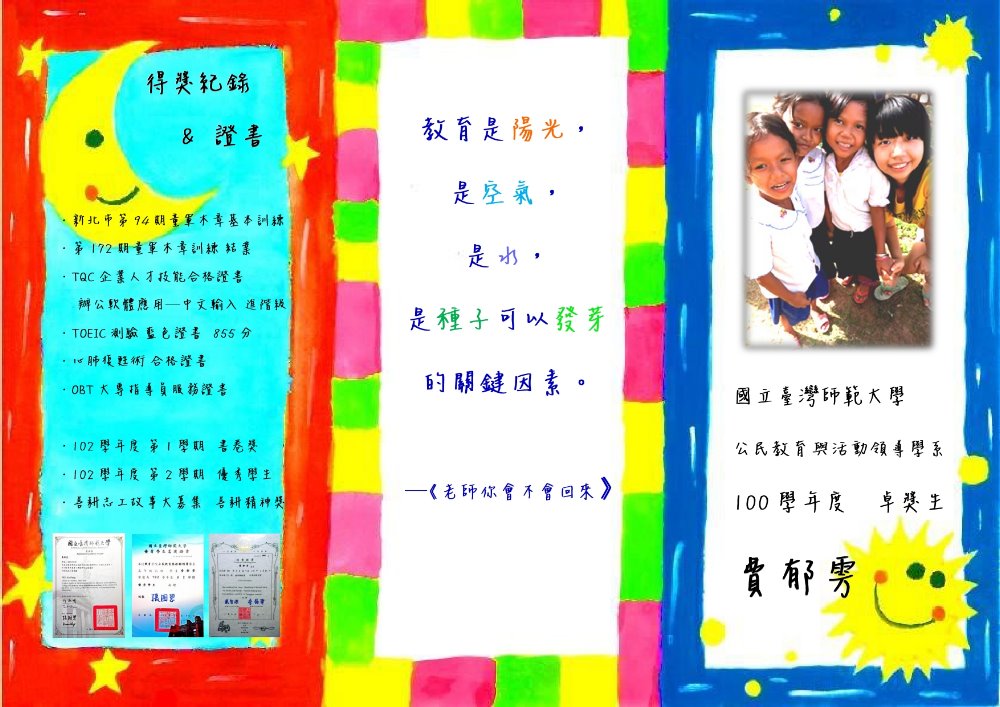 得獎紀錄
& 證書
· 新北市第94期童軍木章基本訓練
· 第172期童軍木章訓練 結業
· TQC 企業人才技能合格證書
辦公軟體應用—中文輸入 進階級
· TOEIC 測驗 藍色證書 855 分
· 心肺復甦術 合格證書
· OBT 大專指導員服務證書
· 102 學年度 第1學期 書卷獎
· 102 學年度 第2學期 優秀學生
· 吾耕志工故事大募集 吾耕精神獎
國立臺灣師範大學
教育是陽光，
是空氣，
是水，
是種子可以發芽
的關鍵因素。
—《老師你會不會回來》
國立臺灣師範大學
公民教育與活動領導學系
100 學年度 卓獎生
費郁雱